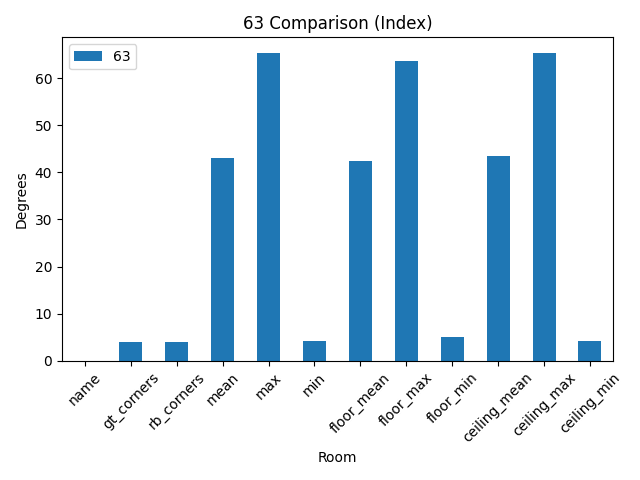 63 Comparison (Index)
63
Degrees
60
50
40
30
20
10
0
name
gt_corners
rb_corners
mean
max
min
floor_mean
floor_max
floor_min
ceiling_mean
ceiling_max
ceiling_min
Room